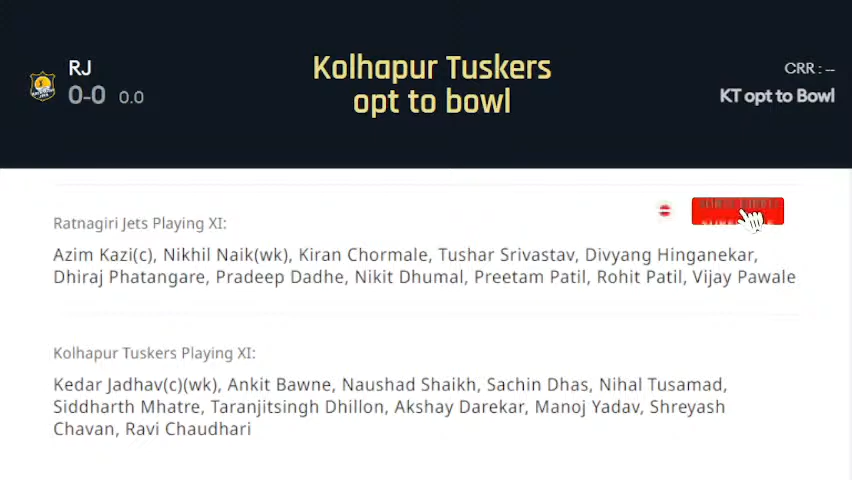 RJ
0-0 0.0
Kolhapur Tuskers
opt to bowl
CRR : --
KT opt to Bowl
Ratnagiri Jets Playing XI:
Azim Kazi(c), Nikhil Naik(wk), Kiran Chormale, Tushar Srivastav, Divyang Hinganekar,
Dhiraj Phatangare, Pradeep Dadhe, Nikit Dhumal, Preetam Patil, Rohit Patil, Vijay Pawale
Kolhapur Tuskers Playing XI:
Kedar Jadhav(c)(wk), Ankit Bawne, Naushad Shaikh, Sachin Dhas, Nihal Tusamad,
Siddharth Mhatre, Taranjitsingh Dhillon, Akshay Darekar, Manoj Yadav, Shreyash
Chavan, Ravi Chaudhari